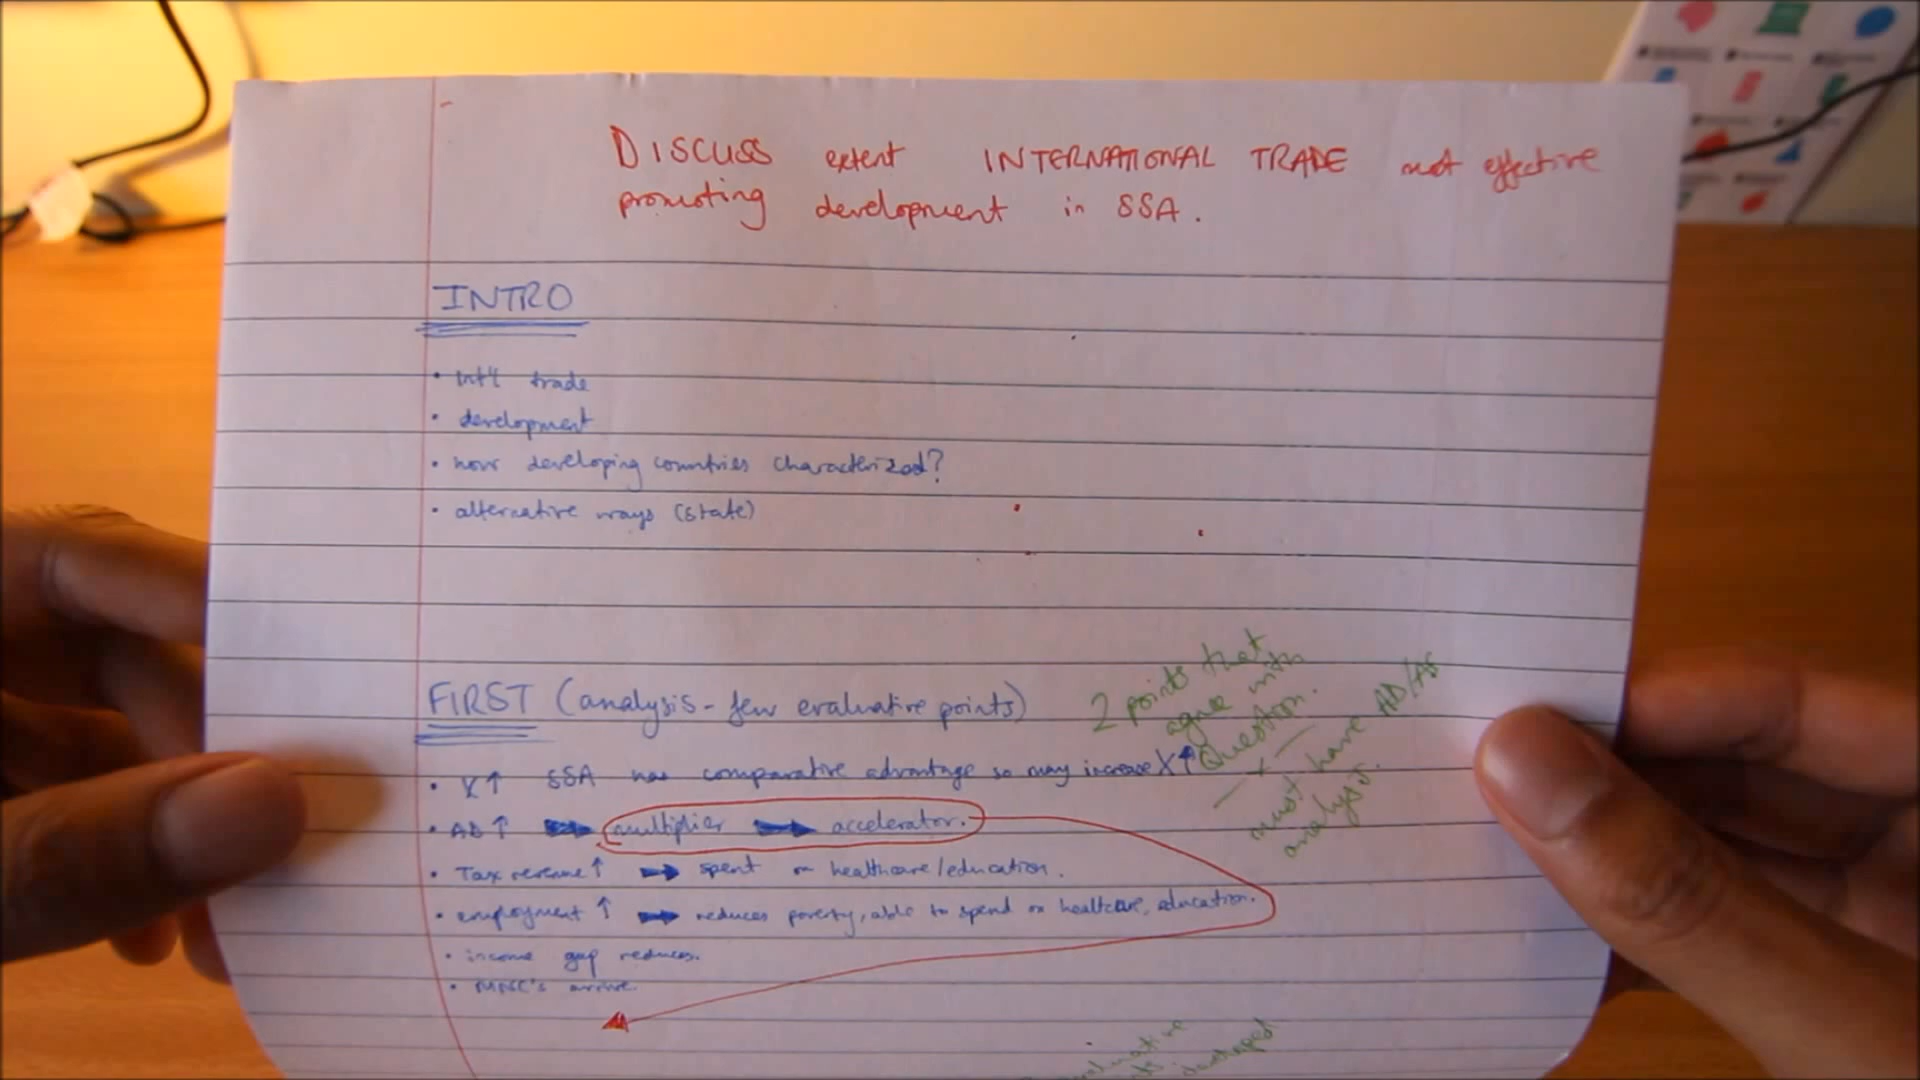 DISCUSS extent INTERNATIONAL TRADE not effective
promoting development in SSA.
INTRO
• Int'l trade
• development
• how developing countries characterized?
• alternative ways (state)
FIRST (analysis - few evaluative points)
2 points that
agree with
Question.
must have AD/AS
analysis.
• X↑ SSA has comparative advantage so may increase X↑
• AD↑ → multiplier → accelerator.
• Tax revenue↑ → spent on healthcare/education.
• employment ↑ → reduces poverty, able to spend on healthcare, education.
• income gap reduces.
• MNC's arrive.